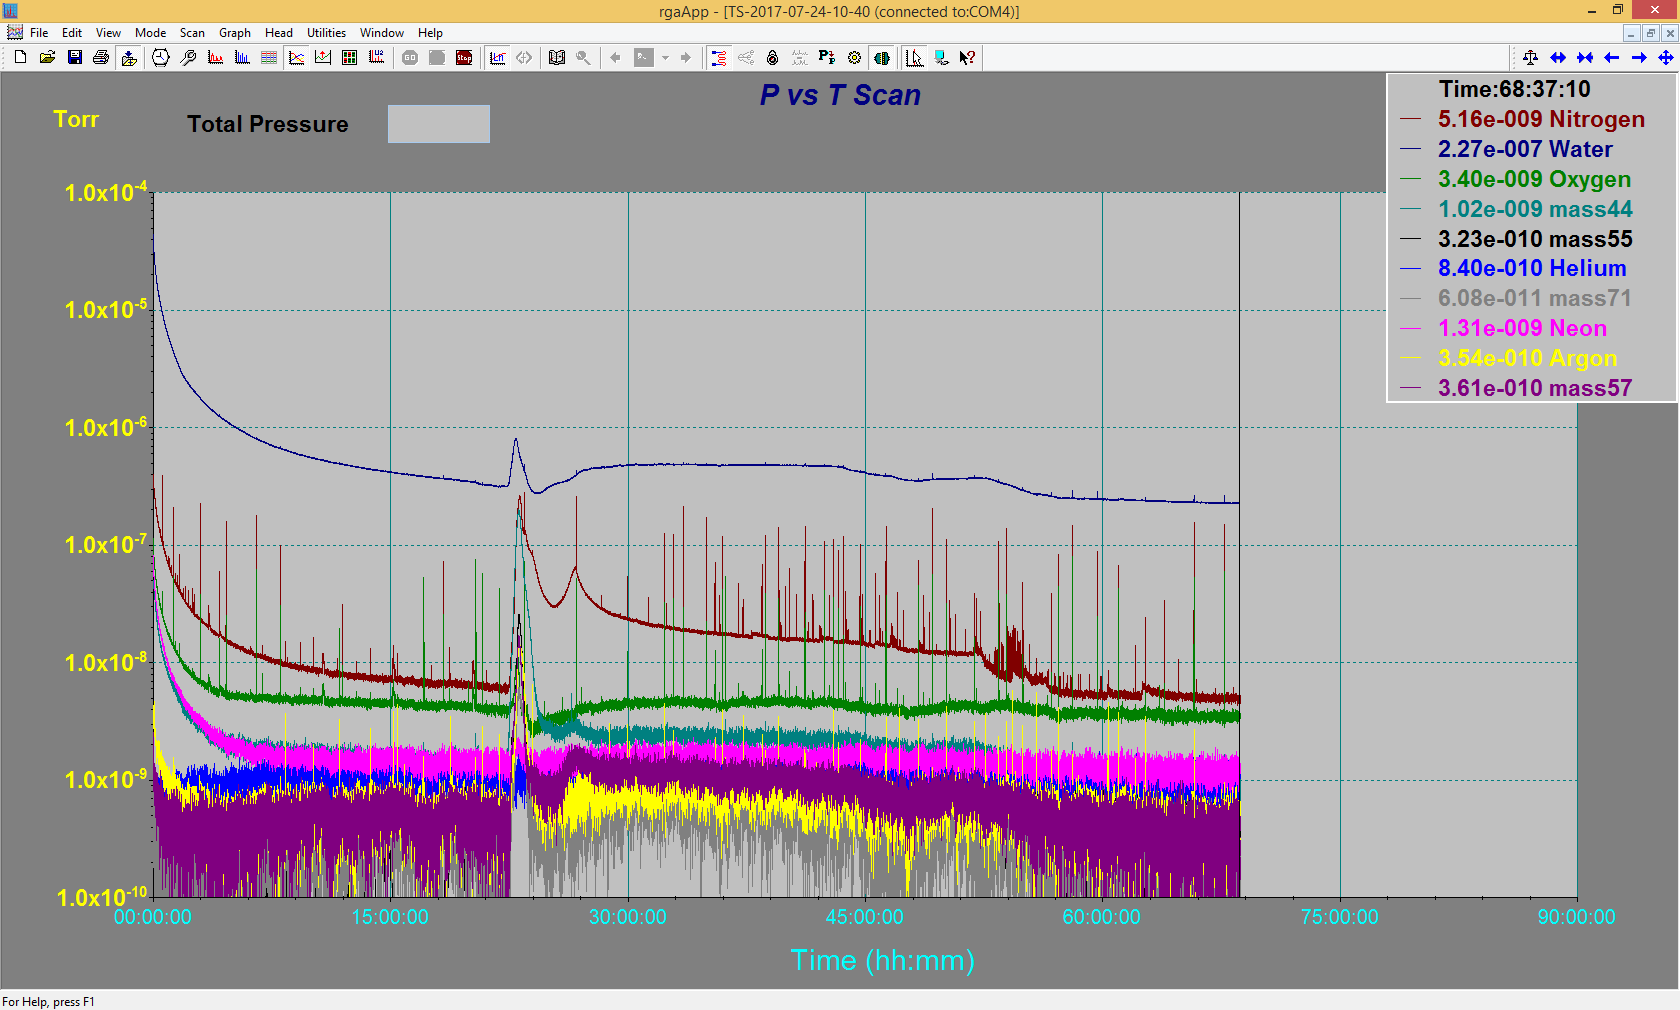 rgaApp - [TS-2017-07-24-10-40 (connected to:COM4)]
File Edit View Mode Scan Graph Head Utilities Window Help
GO Stop
P vs T Scan
Torr
Total Pressure
Time:68:37:10
5.16e-009 Nitrogen
2.27e-007 Water
3.40e-009 Oxygen
1.02e-009 mass44
3.23e-010 mass55
8.40e-010 Helium
6.08e-011 mass71
1.31e-009 Neon
3.54e-010 Argon
3.61e-010 mass57
1.0x10-4
1.0x10-5
1.0x10-6
1.0x10-7
1.0x10-8
1.0x10-9
1.0x10-10
00:00:00 15:00:00 30:00:00 45:00:00 60:00:00 75:00:00 90:00:00
Time (hh:mm)
For Help, press F1